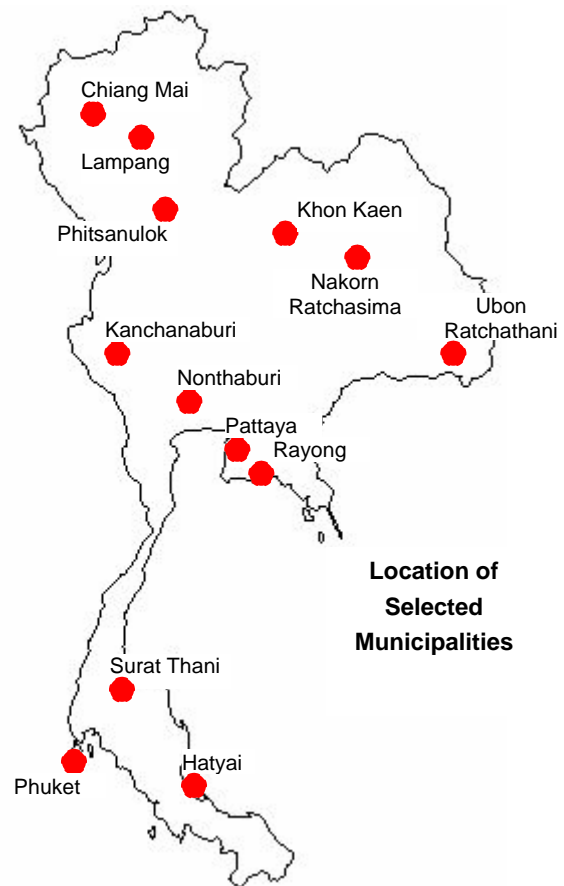 Chiang Mai
Lampang
Phitsanulok
Khon Kaen
Nakorn
Ratchasima
Ubon
Ratchathani
Kanchanaburi
Nonthaburi
Pattaya
Rayong
Location of
Selected
Municipalities
Surat Thani
Hatyai
Phuket